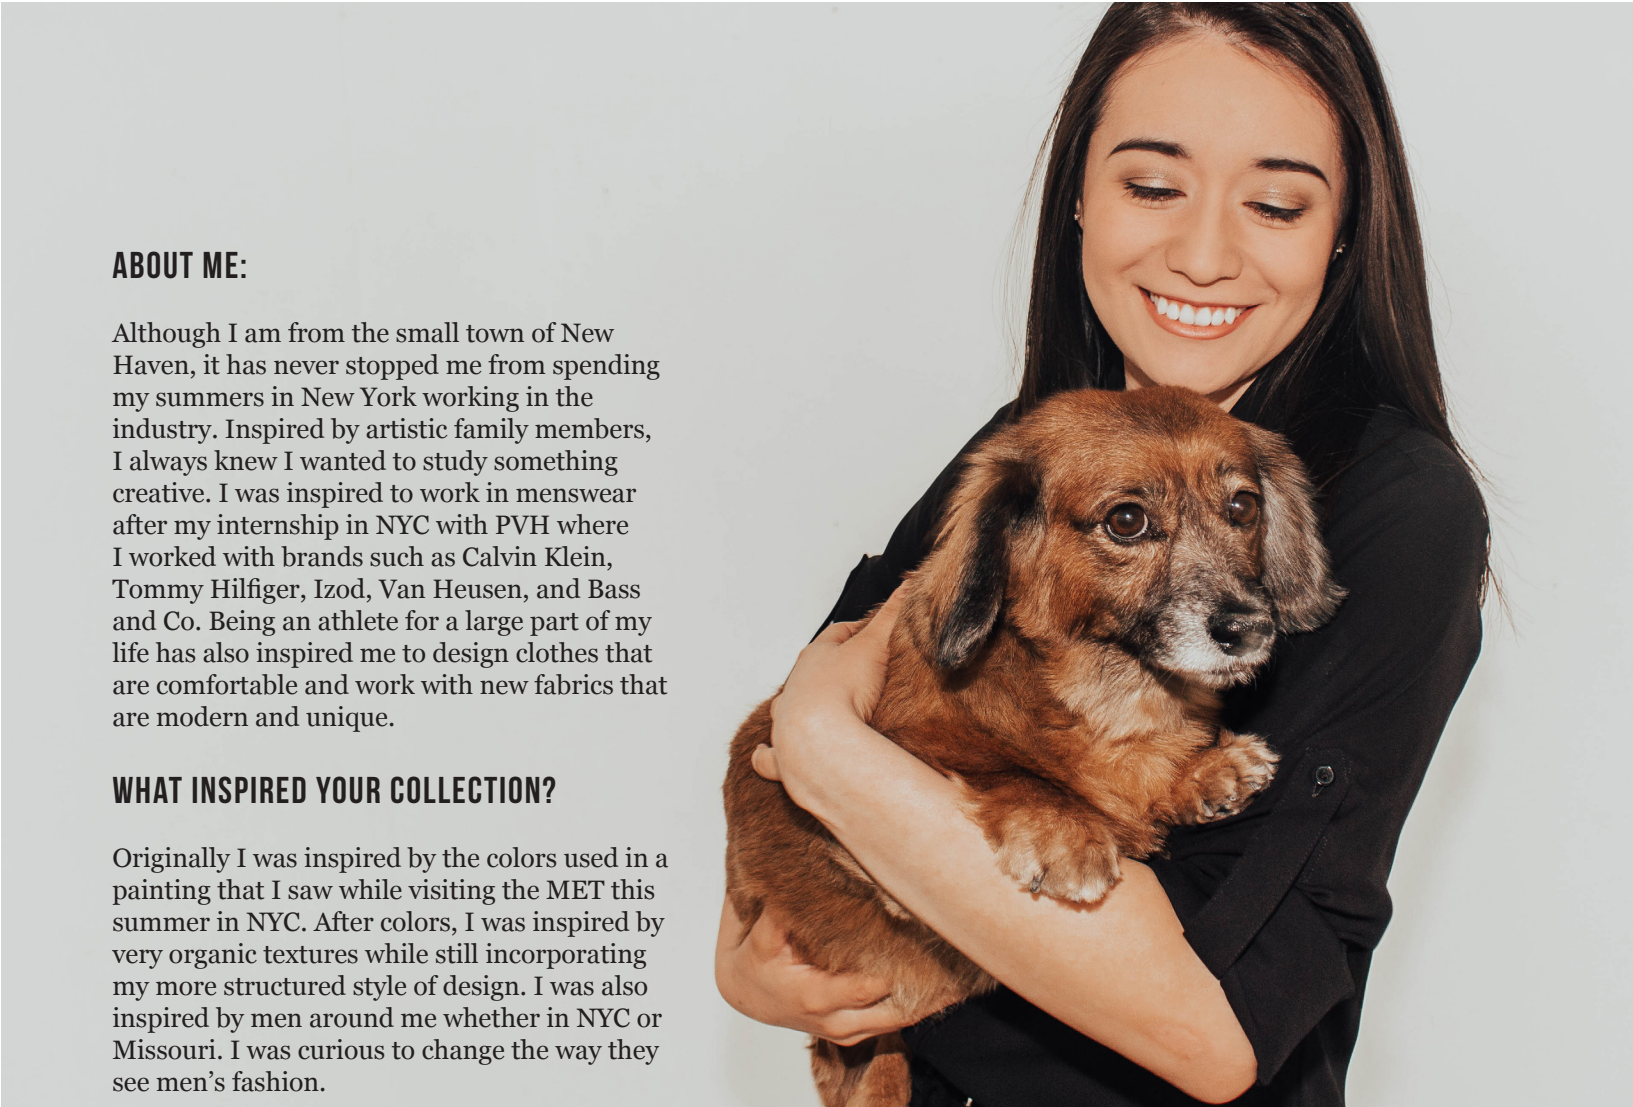 ABOUT ME:
Although I am from the small town of New
Haven, it has never stopped me from spending
my summers in New York working in the
industry. Inspired by artistic family members,
I always knew I wanted to study something
creative. I was inspired to work in menswear
after my internship in NYC with PVH where
I worked with brands such as Calvin Klein,
Tommy Hilfiger, Izod, Van Heusen, and Bass
and Co. Being an athlete for a large part of my
life has also inspired me to design clothes that
are comfortable and work with new fabrics that
are modern and unique.
WHAT INSPIRED YOUR COLLECTION?
Originally I was inspired by the colors used in a
painting that I saw while visiting the MET this
summer in NYC. After colors, I was inspired by
very organic textures while still incorporating
my more structured style of design. I was also
inspired by men around me whether in NYC or
Missouri. I was curious to change the way they
see men’s fashion.